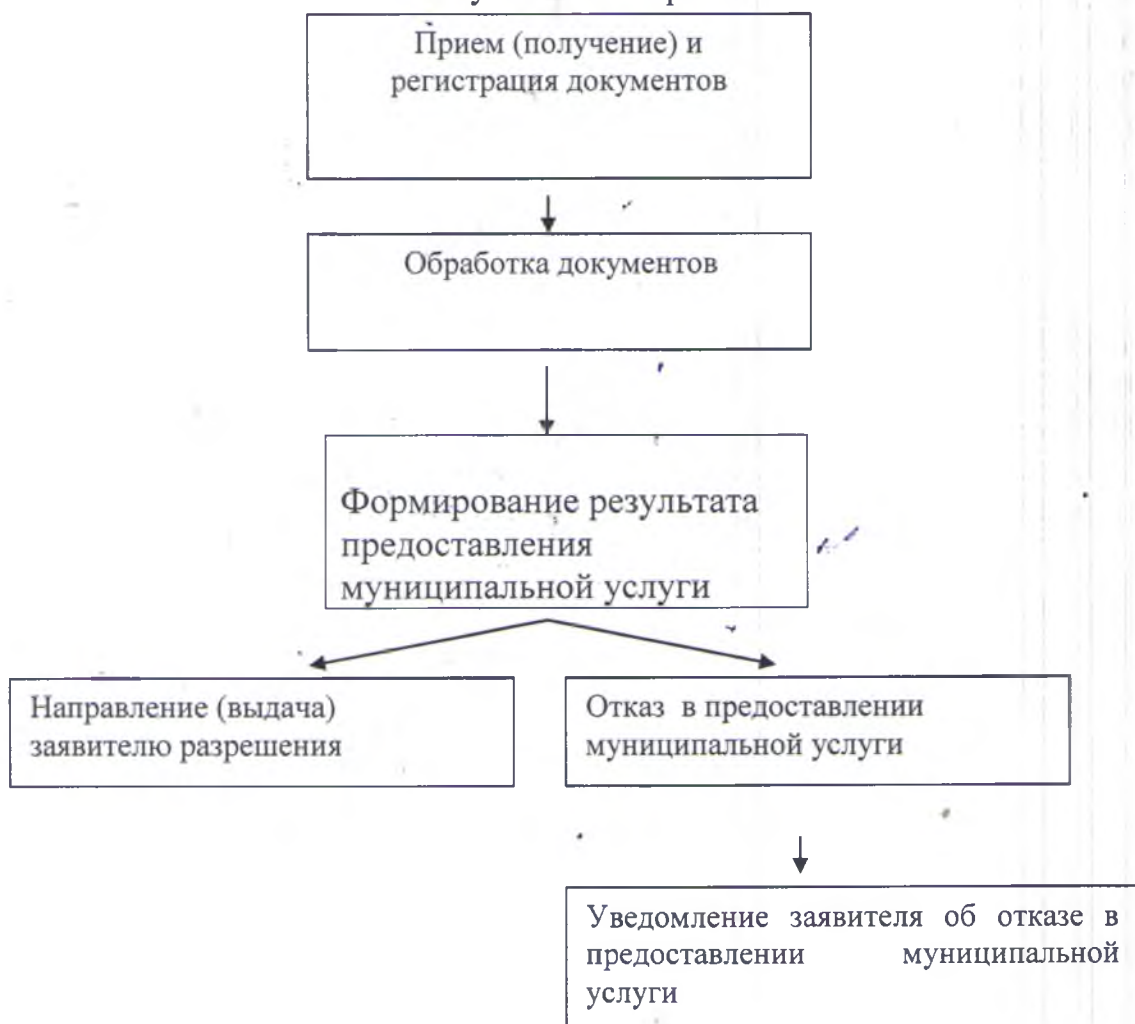 Прием (получение) и
регистрация документов
Обработка документов
Формирование результата
предоставления
муниципальной услуги
Направление (выдача)
заявителю разрешения
Отказ в предоставлении
муниципальной услуги
Уведомление заявителя об отказе в
предоставлении муниципальной
услуги